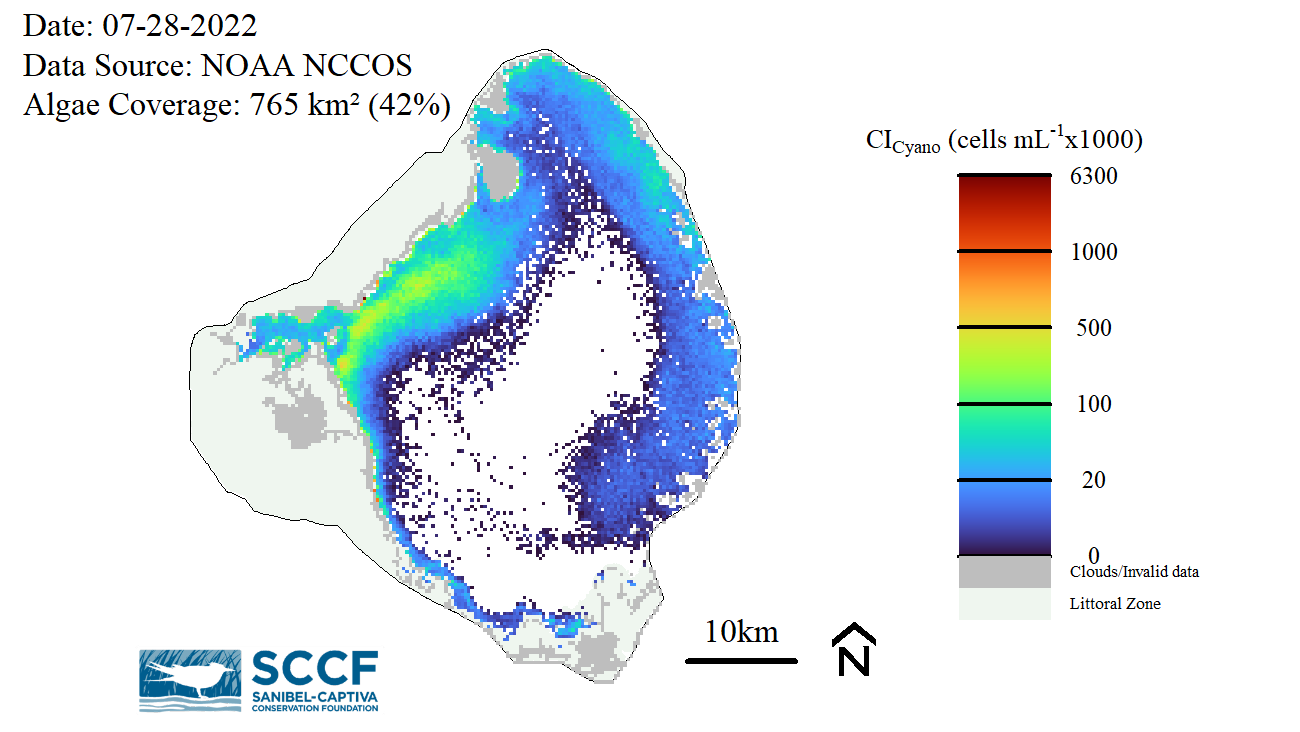 Date: 07-28-2022
Data Source: NOAA NCCOS
Algae Coverage: 765 km² (42%)
CICyano (cells mL-1x1000)
6300
1000
500
100
20
0
Clouds/Invalid data
Littoral Zone
10km
N
SCCF
SANIBEL-CAPTIVA
CONSERVATION FOUNDATION